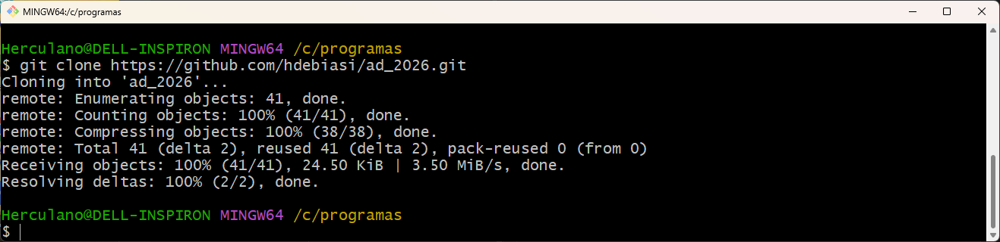 MINGW64:/c/programas
Herculano@DELL-INSPIRON MINGW64 /c/programas
$ git clone https://github.com/hdebiasi/ad_2026.git
Cloning into 'ad_2026'...
remote: Enumerating objects: 41, done.
remote: Counting objects: 100% (41/41), done.
remote: Compressing objects: 100% (38/38), done.
remote: Total 41 (delta 2), reused 41 (delta 2), pack-reused 0 (from 0)
Receiving objects: 100% (41/41), 24.50 KiB | 3.50 MiB/s, done.
Resolving deltas: 100% (2/2), done.
Herculano@DELL-INSPIRON MINGW64 /c/programas
$